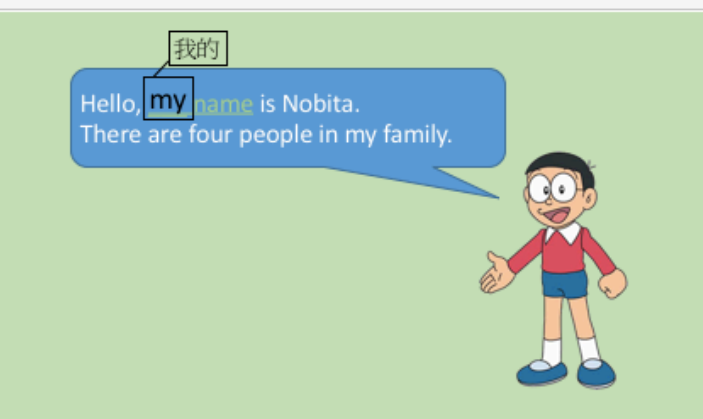 我的
Hello, my name is Nobita.
There are four people in my family.